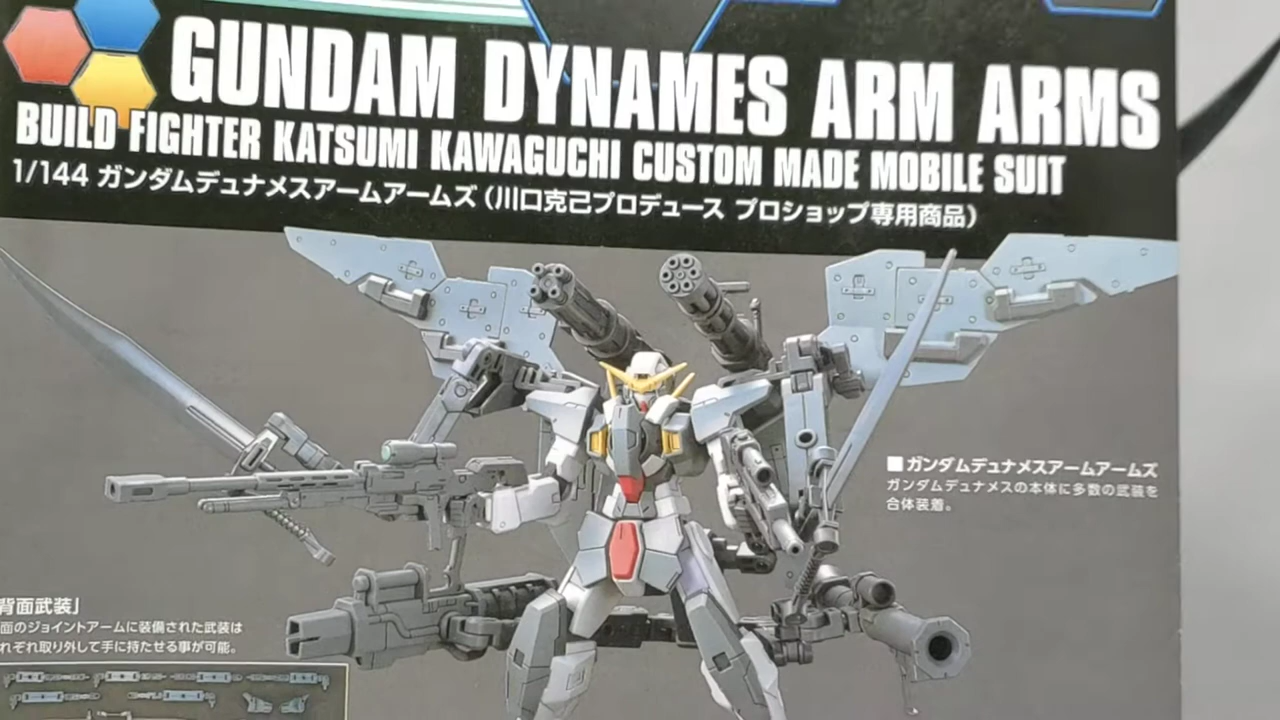 GUNDAM DYNAMES ARM ARMS
BUILD FIGHTER KATSUMI KAWAGUCHI CUSTOM MADE MOBILE SUIT
1/144 ガンダムデュナメスアームアームズ（川口克己プロデュース プロショップ専用商品）
■ガンダムデュナメスアームアームズ
ガンダムデュナメスの本体に多数の武装を
合体装着。
背面武装」
面のジョイントアームに装備された武装は
れぞれ取り外して手に持たせる事が可能。